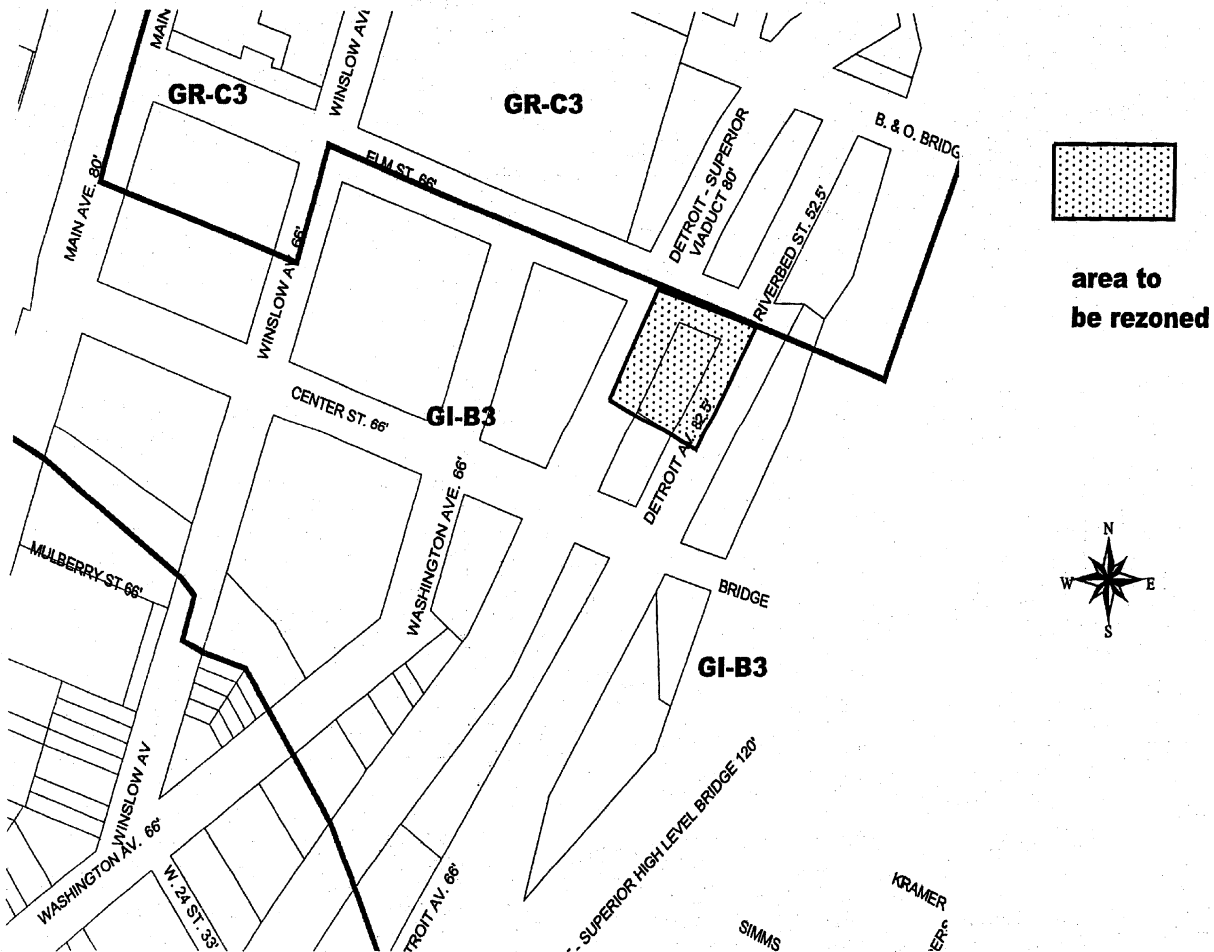 MAIN
WINSLOW AVE
GR-C3
GR-C3
B. & O. BRIDG
ELM ST. 66'
DETROIT - SUPERIOR
VIADUCT 80'
MAIN AVE. 80'
RIVERBED ST. 52.5'
WINSLOW AV. 66'
area to
be rezoned
CENTER ST. 66'
GI-B3
DETROIT AV. 82.5'
WASHINGTON AVE. 66'
MULBERRY ST 66'
N
W
E
S
BRIDGE
GI-B3
WINSLOW AV
WASHINGTON AV. 66'
W. 24 ST. 33'
TROIT AV. 66'
- SUPERIOR HIGH LEVEL BRIDGE 120'
KRAMER
SIMMS